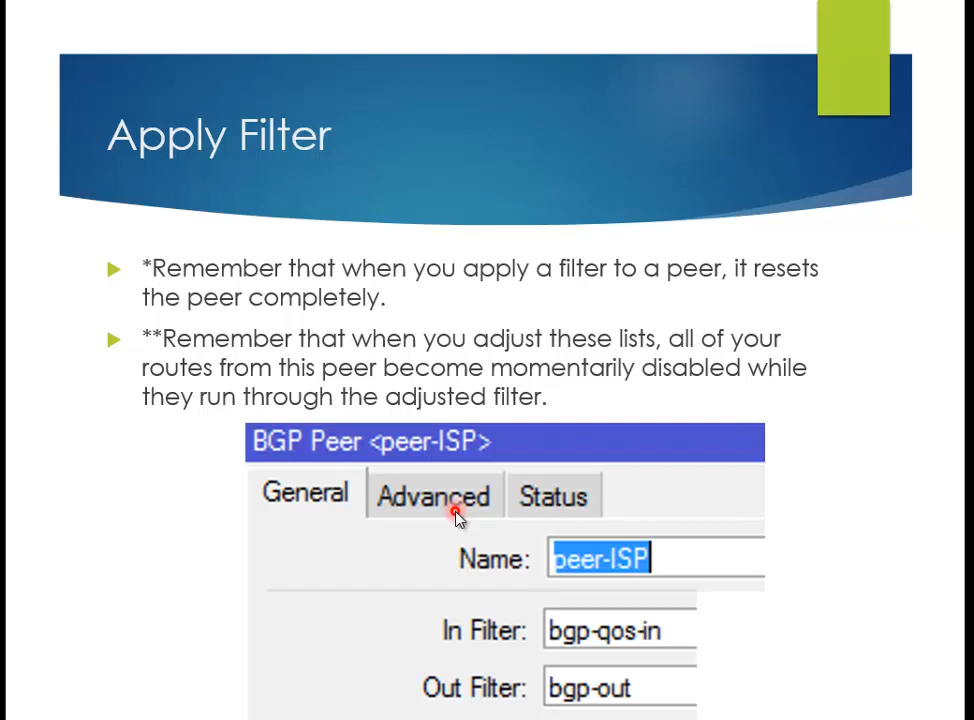 Apply Filter
*Remember that when you apply a filter to a peer, it resets
the peer completely.
**Remember that when you adjust these lists, all of your
routes from this peer become momentarily disabled while
they run through the adjusted filter.
BGP Peer <peer-ISP>
General Advanced Status
Name: peer-ISP
In Filter: bgp-qos-in
Out Filter: bgp-out